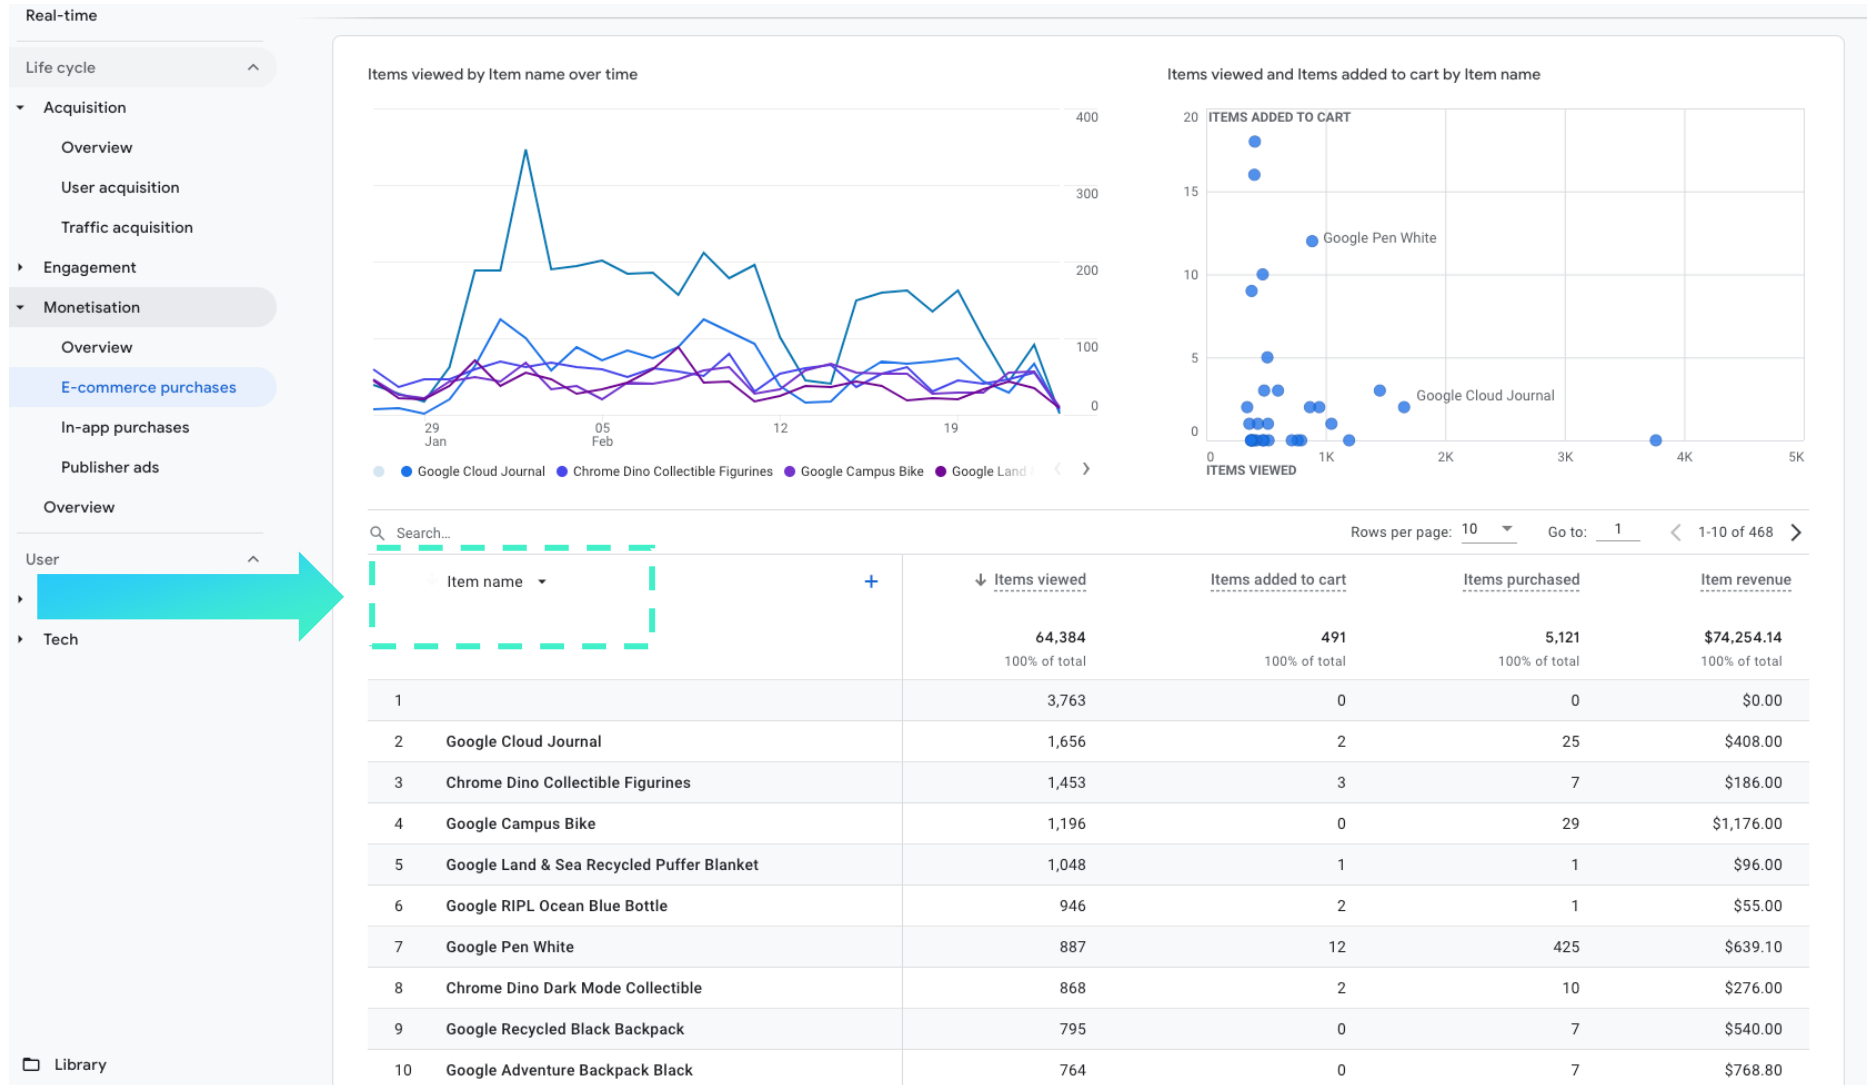 Real-time
Life cycle
Acquisition
Overview
User acquisition
Traffic acquisition
Engagement
Monetisation
Overview
E-commerce purchases
In-app purchases
Publisher ads
Overview
User
Tech
Library
Items viewed by Item name over time
400
300
200
100
0
29 05 12 19
Jan Feb
Google Cloud Journal Chrome Dino Collectible Figurines Google Campus Bike Google Land
Items viewed and Items added to cart by Item name
20 ITEMS ADDED TO CART
15
Google Pen White
10
5
Google Cloud Journal
0
0 1K 2K 3K 4K 5K
ITEMS VIEWED
Search... Rows per page: 10 Go to: 1 1-10 of 468
Item name + Items viewed Items added to cart Items purchased Item revenue
64,384 491 5,121 $74,254.14
100% of total 100% of total 100% of total 100% of total
1 3,763 0 0 $0.00
2 Google Cloud Journal 1,656 2 25 $408.00
3 Chrome Dino Collectible Figurines 1,453 3 7 $186.00
4 Google Campus Bike 1,196 0 29 $1,176.00
5 Google Land & Sea Recycled Puffer Blanket 1,048 1 1 $96.00
6 Google RIPL Ocean Blue Bottle 946 2 1 $55.00
7 Google Pen White 887 12 425 $639.10
8 Chrome Dino Dark Mode Collectible 868 2 10 $276.00
9 Google Recycled Black Backpack 795 0 7 $540.00
10 Google Adventure Backpack Black 764 0 7 $768.80